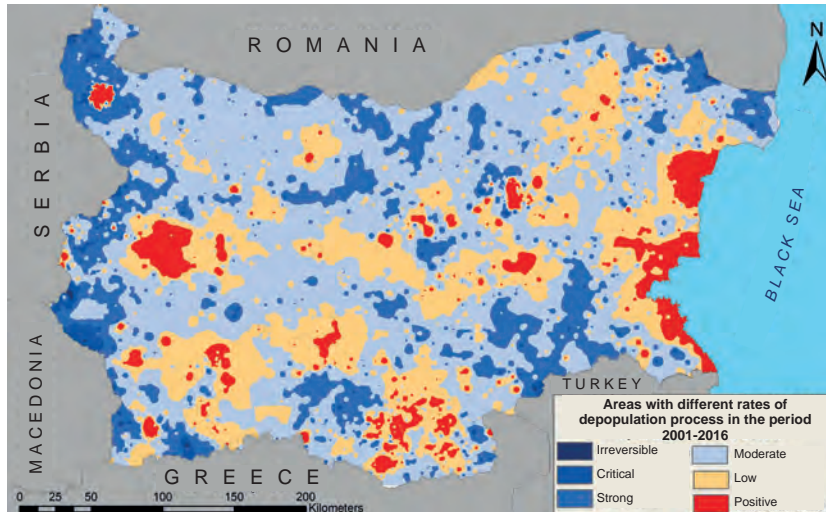 ROMANIA
N
SERBIA
BLACK SEA
MACEDONIA
TURKEY
GREECE
Areas with different rates of
depopulation process in the period
2001-2016
Irreversible
Critical
Strong
Moderate
Low
Positive
0 50 100 150 200
Kilometers